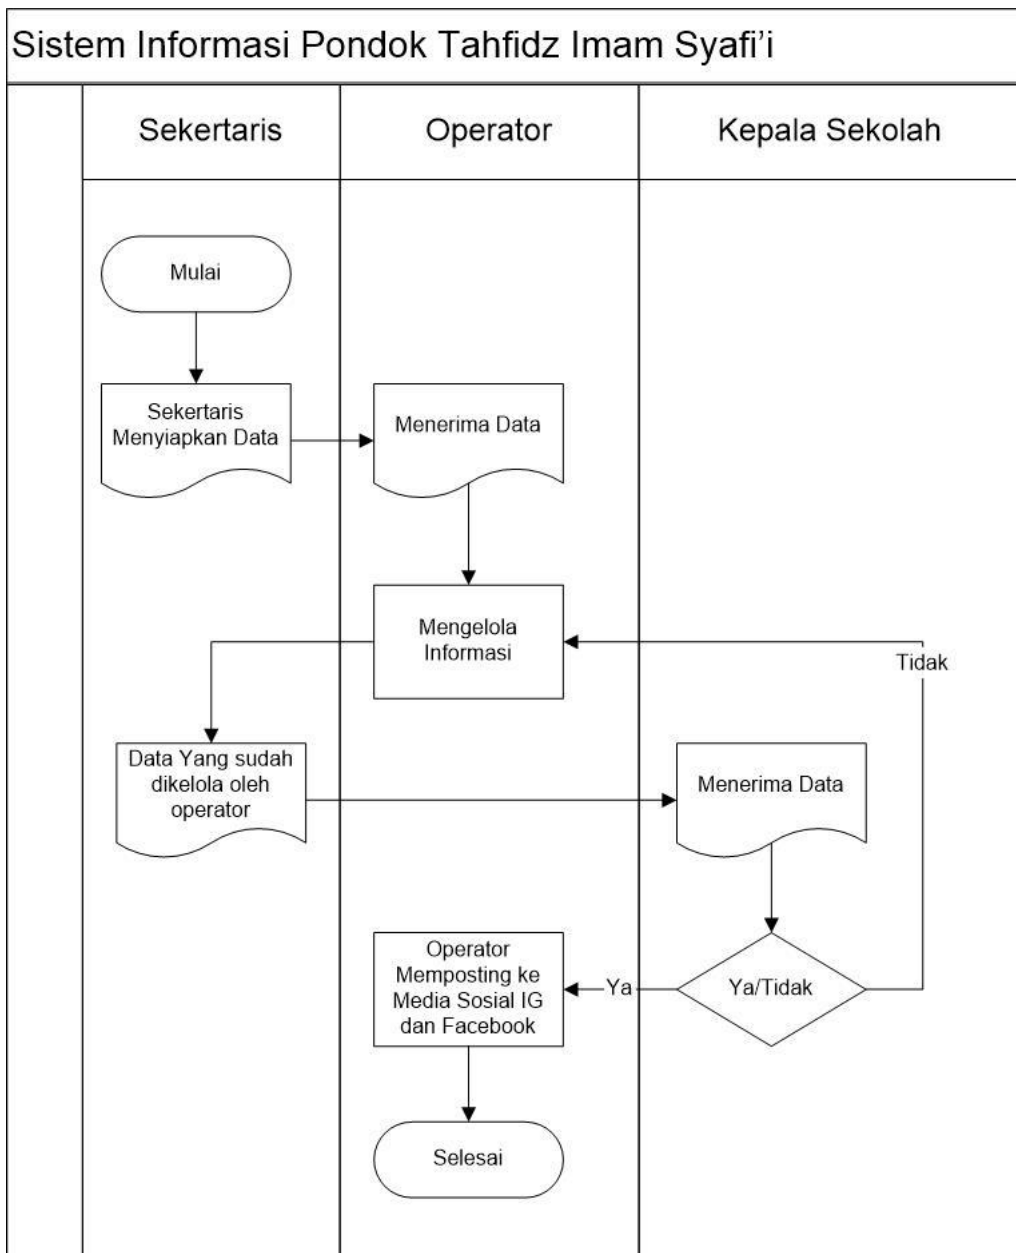 Sistem Informasi Pondok Tahfidz Imam Syafi'i
Sekertaris
Operator
Kepala Sekolah
Mulai
Sekertaris
Menyiapkan Data
Menerima Data
Mengelola
Informasi
Tidak
Data Yang sudah
dikelola oleh
operator
Menerima Data
Operator
Memposting ke
Media Sosial IG
dan Facebook
Ya
Ya/Tidak
Selesai